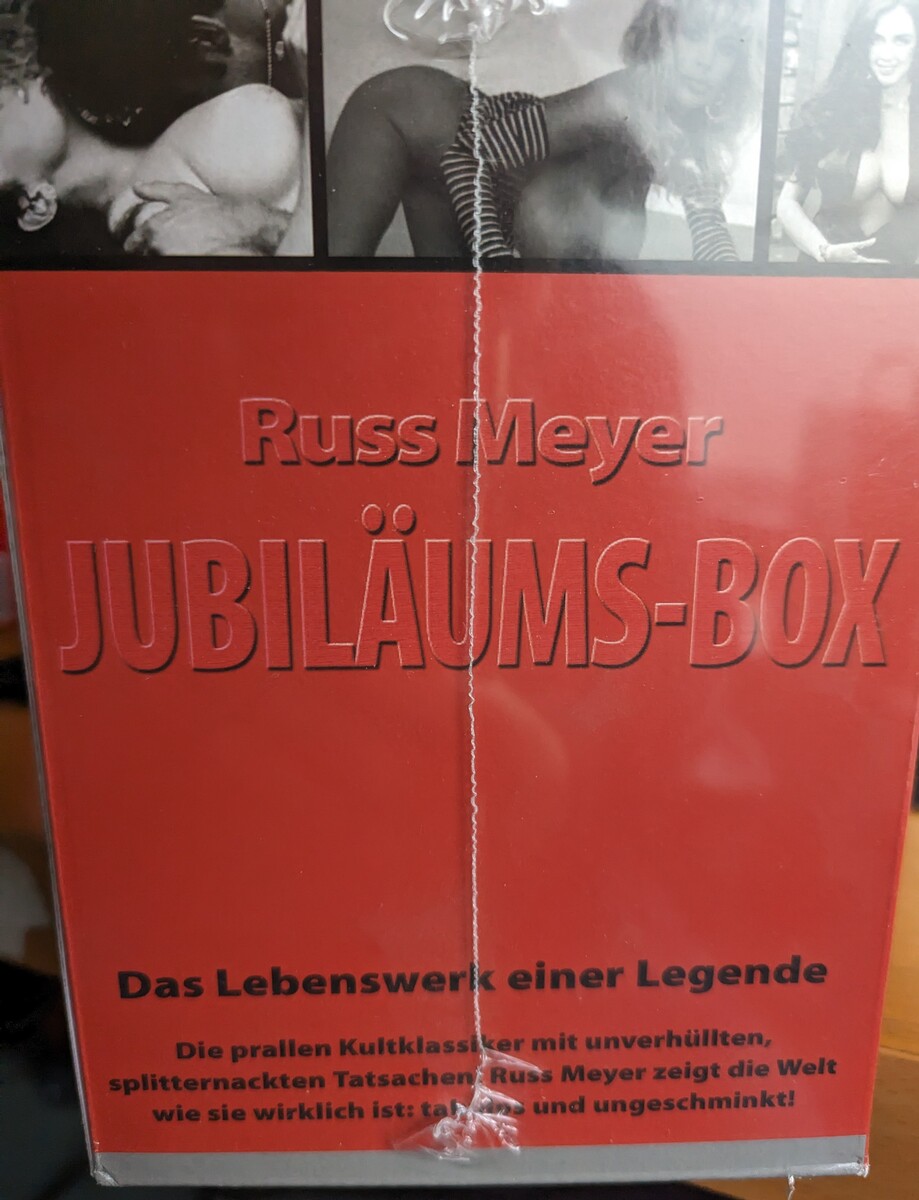 Russ Meyer
JUBILÄUMS-BOX
Das Lebenswerk einer Legende
Die prallen Kultklassiker mit unverhüllten,
splitternackten Tatsachen! Russ Meyer zeigt die Welt
wie sie wirklich ist: und ungeschminkt!